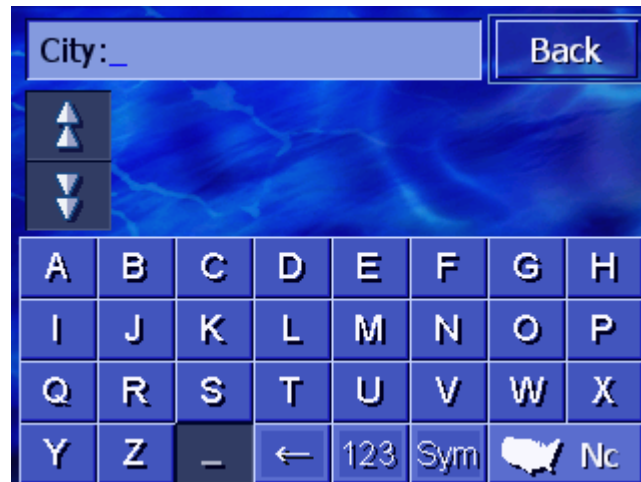 City:_ Back
A B C D E F G H
I J K L M N O P
Q R S T U V W X
Y Z _ ← 123 Sym Nc